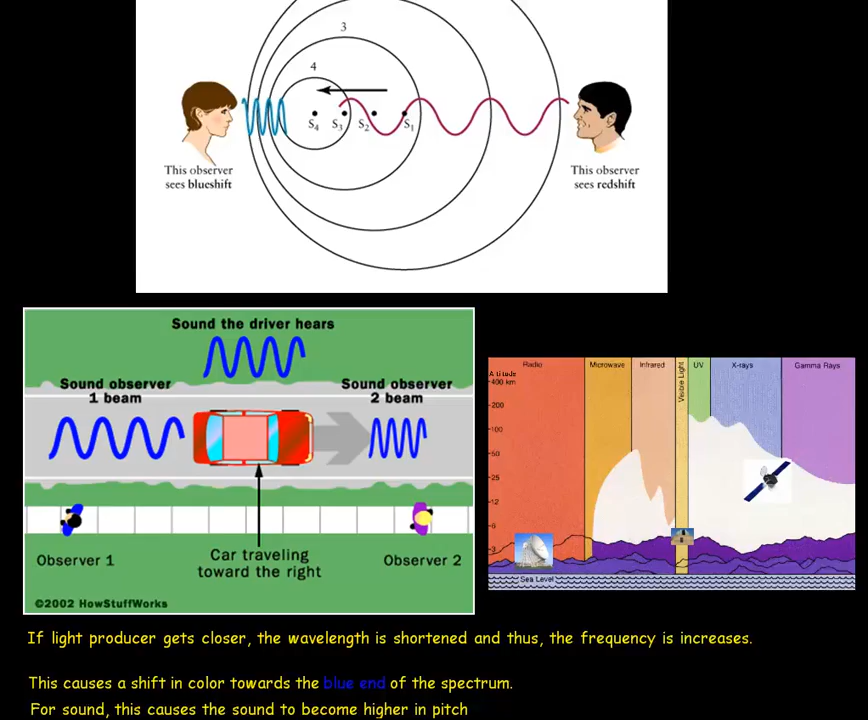 3
4
S4 S3 S2 S1
This observer
sees blueshift
This observer
sees redshift
Sound the driver hears
Sound observer
1 beam
Sound observer
2 beam
Observer 1
Car traveling
toward the right
Observer 2
©2002 HowStuffWorks
Radio Microwave Infrared Visible Light UV X-rays Gamma Rays
Altitude
400 km
200
100
50
25
12
6
3
Sea Level
If light producer gets closer, the wavelength is shortened and thus, the frequency is increases.
This causes a shift in color towards the blue end of the spectrum.
For sound, this causes the sound to become higher in pitch